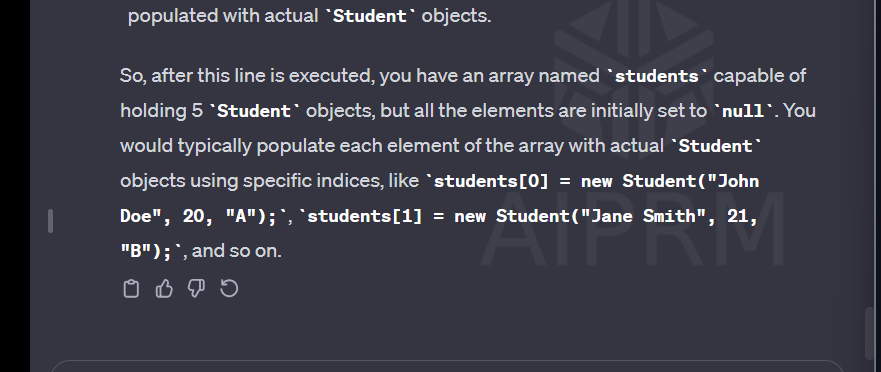 populated with actual `Student` objects.
So, after this line is executed, you have an array named `students` capable of
holding 5 `Student` objects, but all the elements are initially set to `null`. You
would typically populate each element of the array with actual `Student`
objects using specific indices, like `students[0] = new Student("John
Doe", 20, "A");`, `students[1] = new Student("Jane Smith", 21,
"B");`, and so on.
AIPRM